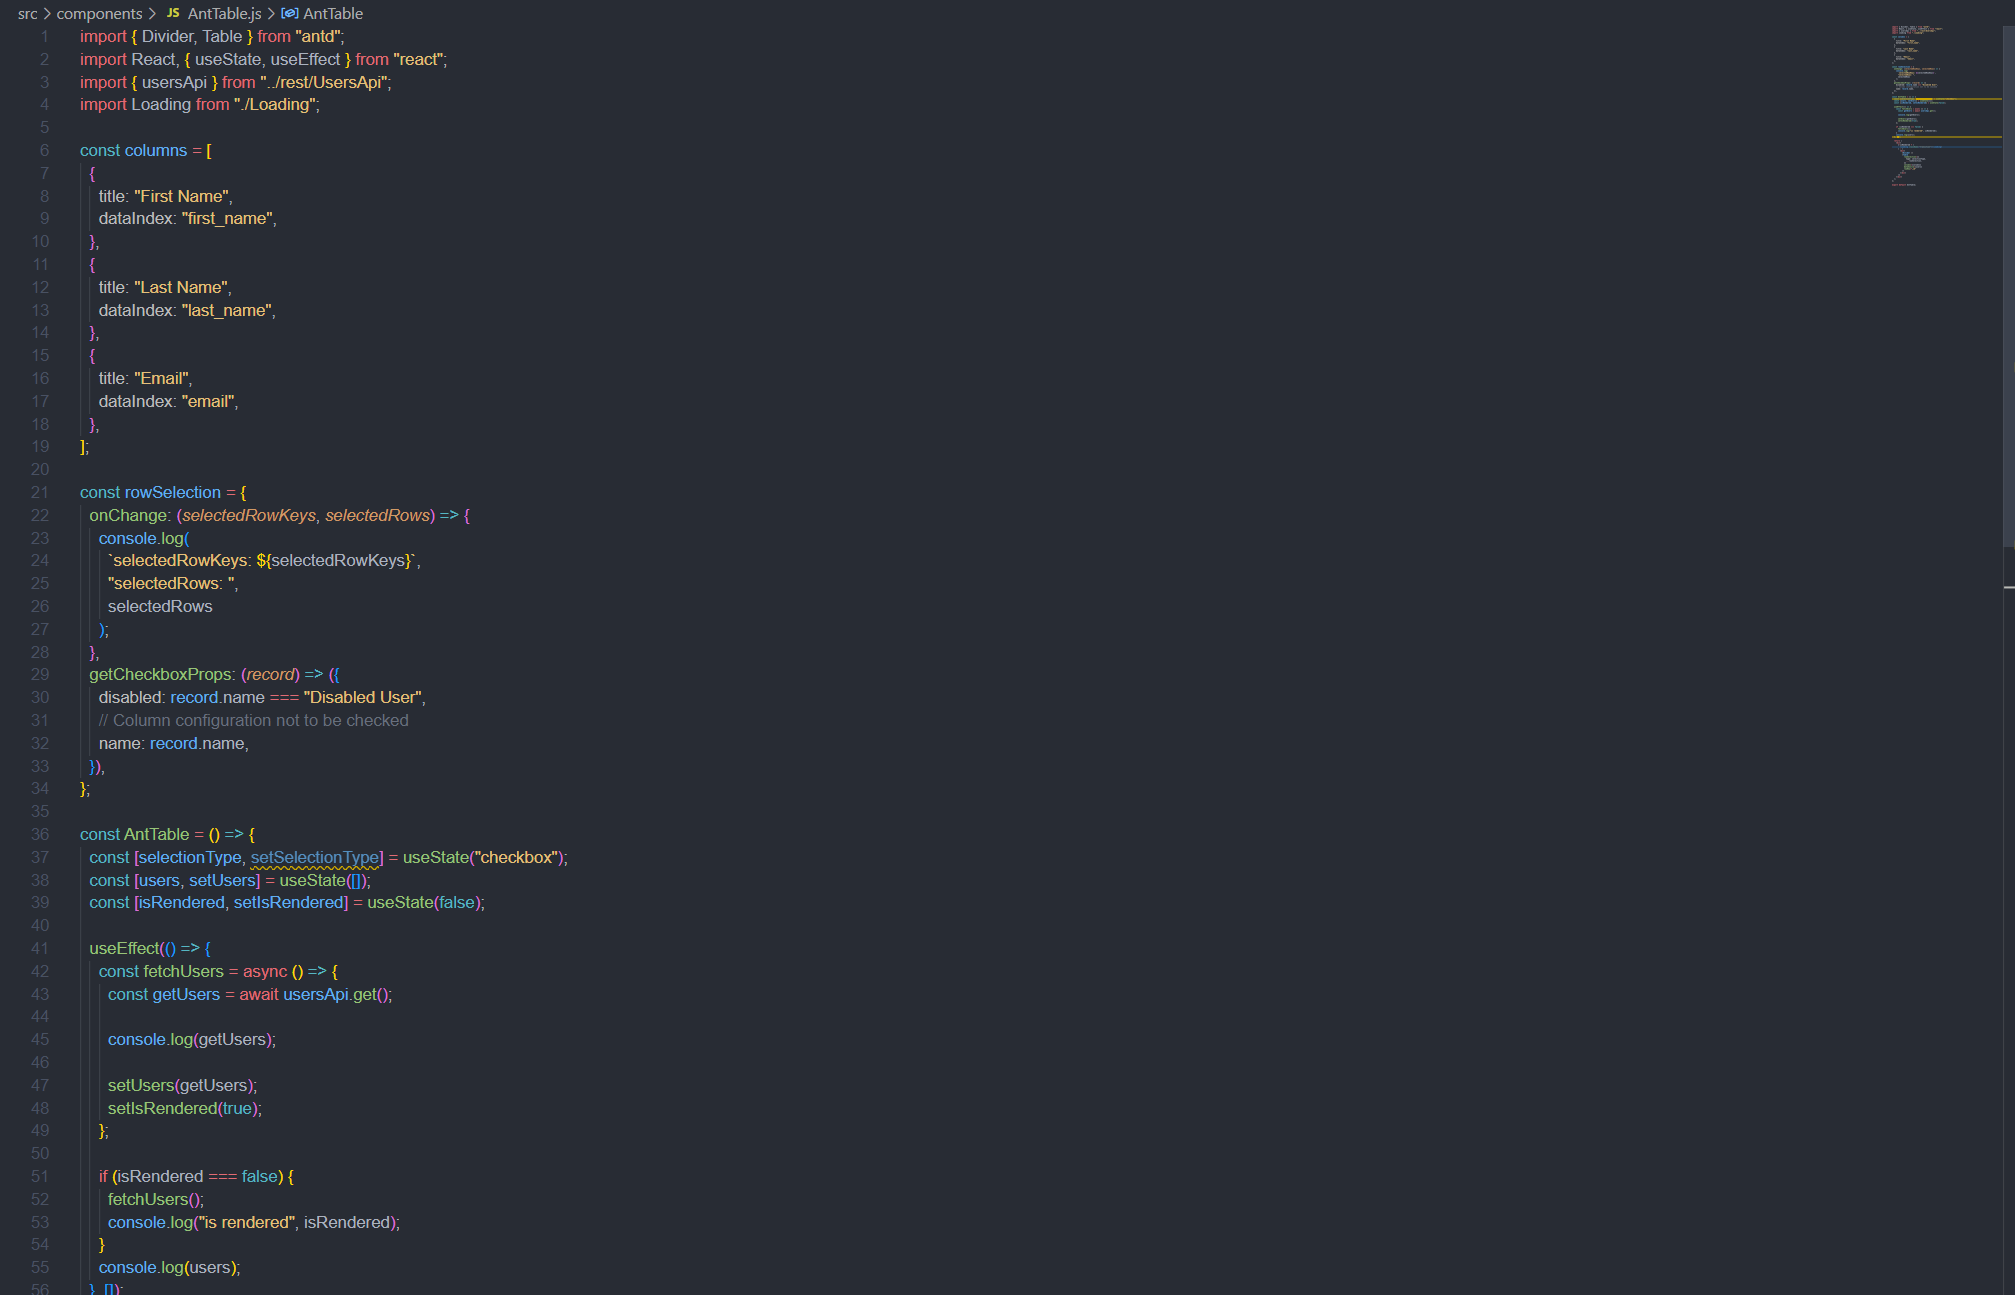 src > components > JS AntTable.js > AntTable
1 import { Divider, Table } from "antd";
2 import React, { useState, useEffect } from "react";
3 import { usersApi } from "../rest/UsersApi";
4 import Loading from "./Loading";
5
6 const columns = [
7 {
8 title: "First Name",
9 dataIndex: "first_name",
10 },
11 {
12 title: "Last Name",
13 dataIndex: "last_name",
14 },
15 {
16 title: "Email",
17 dataIndex: "email",
18 },
19 ];
20
21 const rowSelection = {
22 onChange: (selectedRowKeys, selectedRows) => {
23 console.log(
24 `selectedRowKeys: ${selectedRowKeys}`,
25 "selectedRows: ",
26 selectedRows
27 );
28 },
29 getCheckboxProps: (record) => ({
30 disabled: record.name === "Disabled User",
31 // Column configuration not to be checked
32 name: record.name,
33 }),
34 };
35
36 const AntTable = () => {
37 const [selectionType, setSelectionType] = useState("checkbox");
38 const [users, setUsers] = useState([]);
39 const [isRendered, setIsRendered] = useState(false);
40
41 useEffect(() => {
42 const fetchUsers = async () => {
43 const getUsers = await usersApi.get();
44
45 console.log(getUsers);
46
47 setUsers(getUsers);
48 setIsRendered(true);
49 };
50
51 if (isRendered === false) {
52 fetchUsers();
53 console.log("is rendered", isRendered);
54 }
55 console.log(users);
56 }, []);